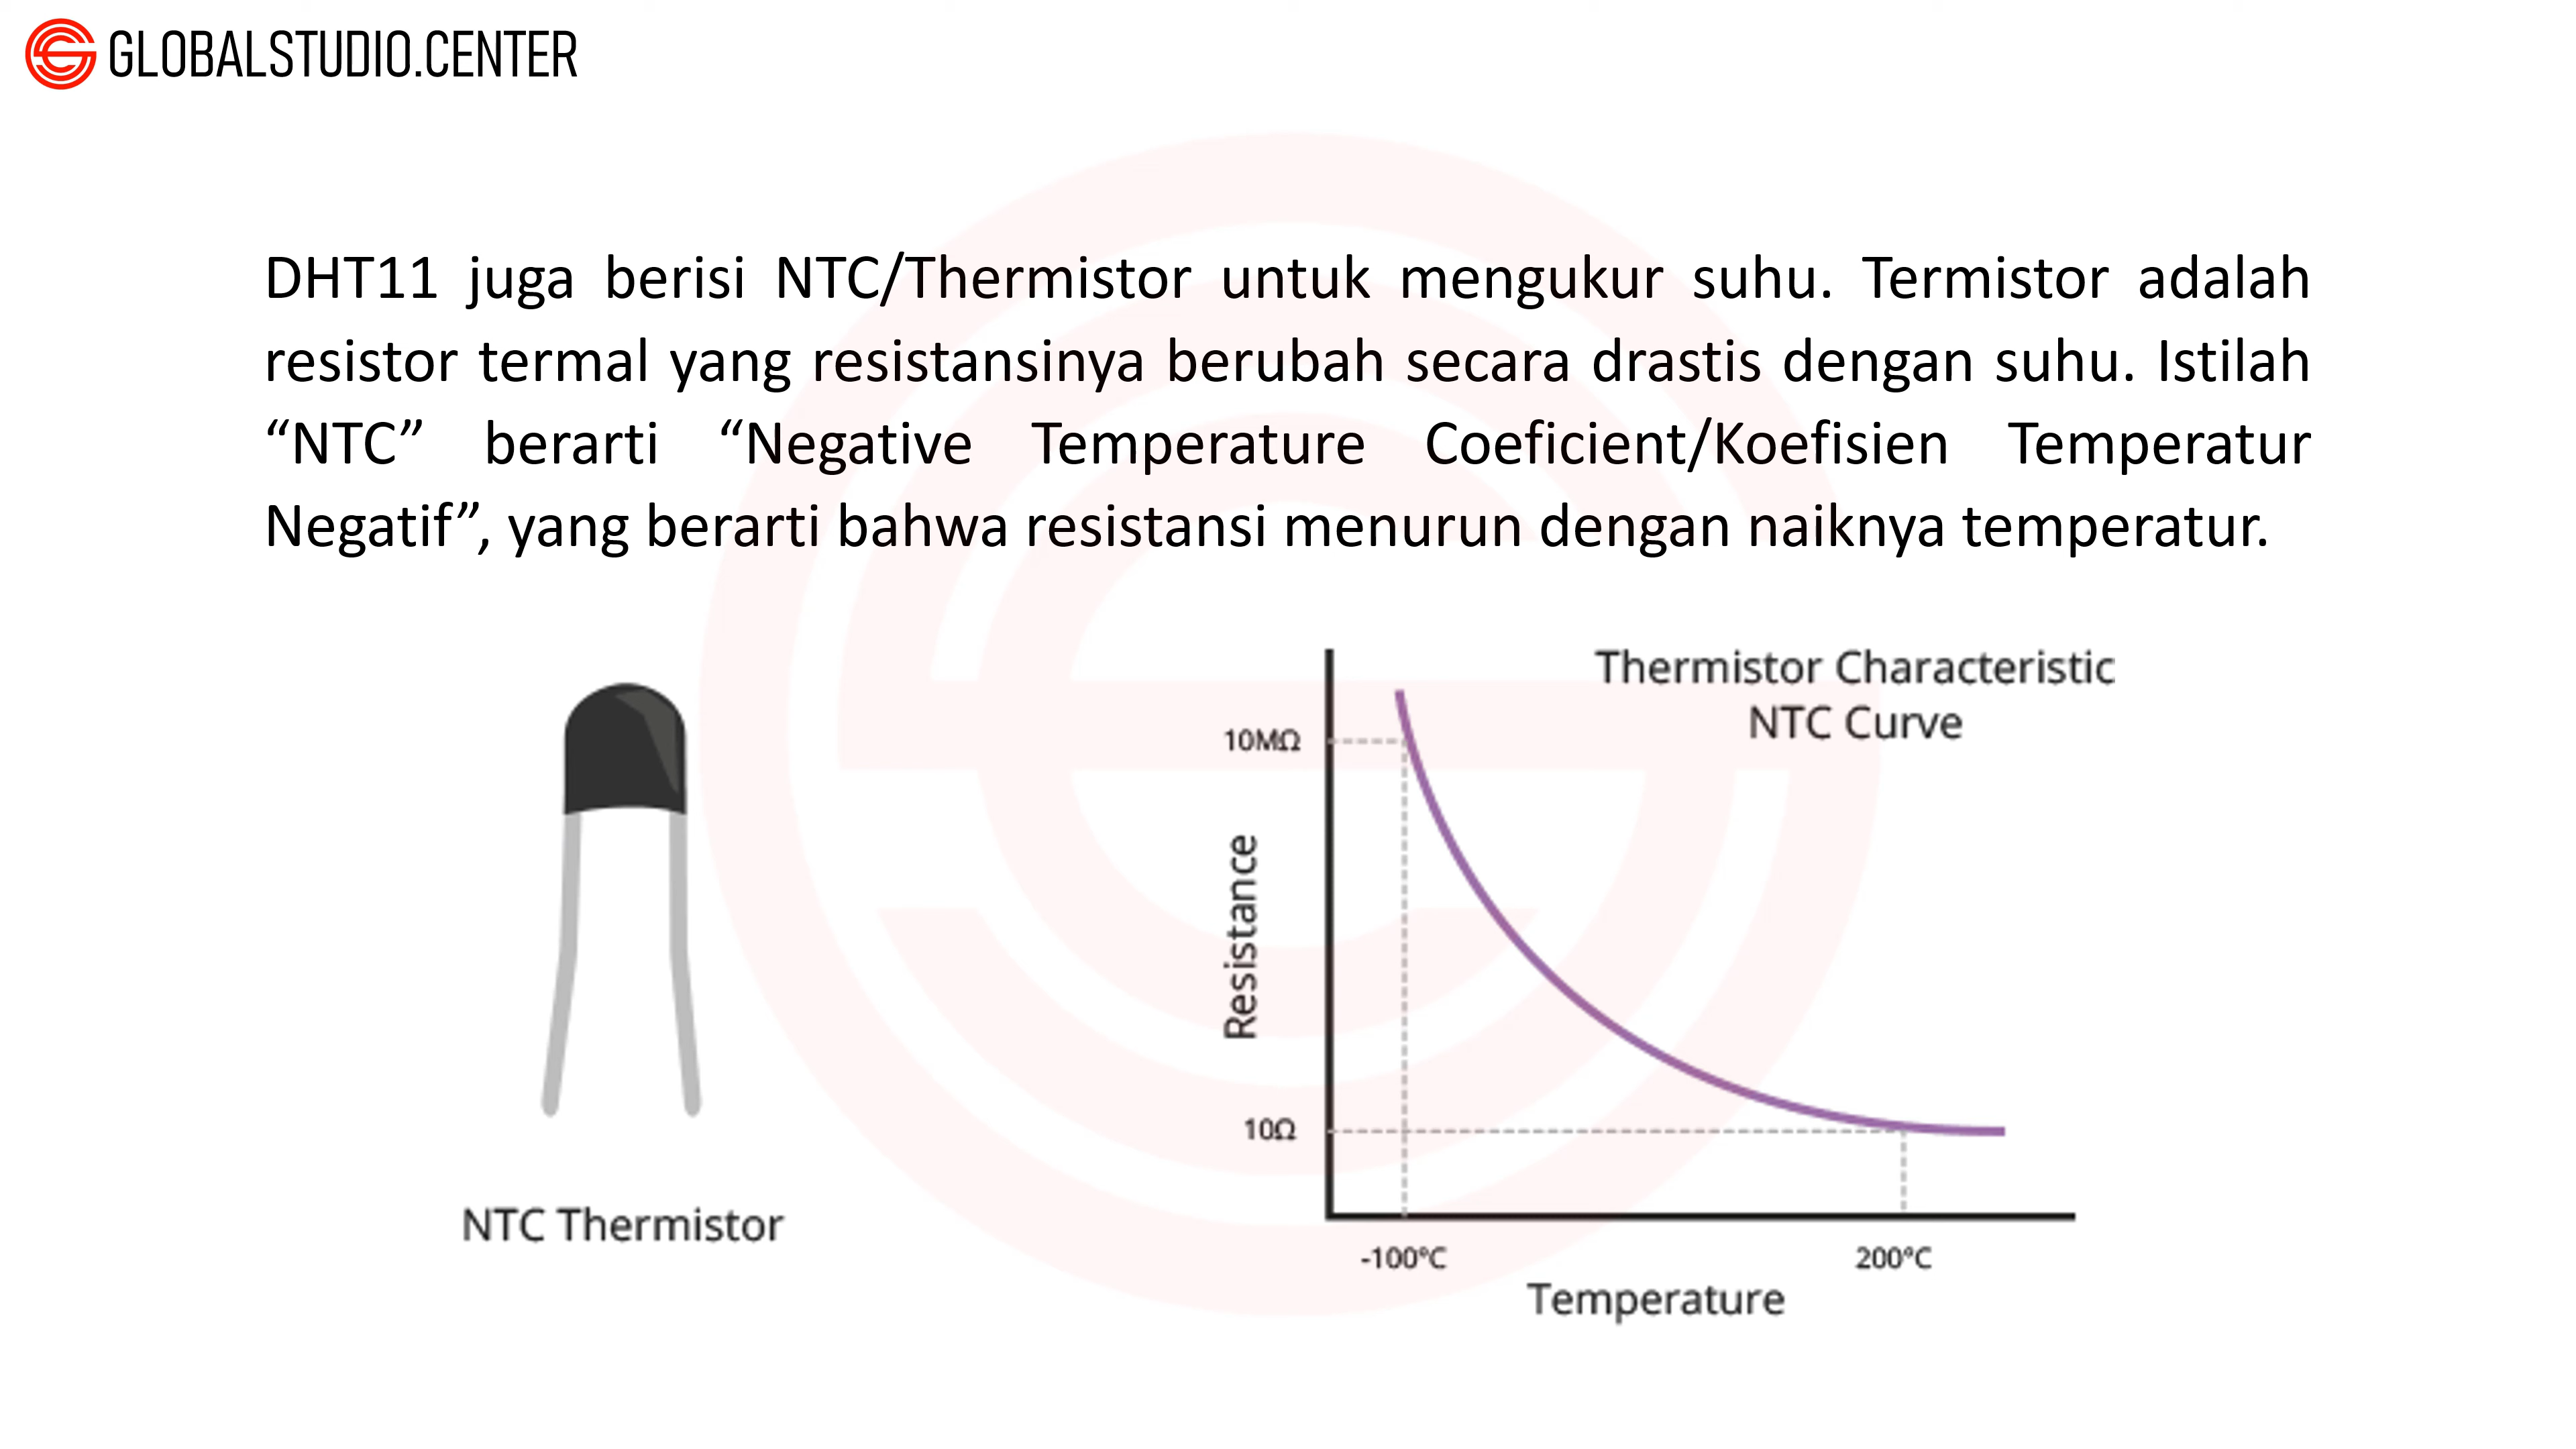 GLOBALSTUDIO.CENTER
DHT11 juga berisi NTC/Thermistor untuk mengukur suhu. Termistor adalah
resistor termal yang resistansinya berubah secara drastis dengan suhu. Istilah
“NTC” berarti “Negative Temperature Coeficient/Koefisien Temperatur
Negatif”, yang berarti bahwa resistansi menurun dengan naiknya temperatur.
NTC Thermistor
Thermistor Characteristic
NTC Curve
10MΩ
Resistance
10Ω
-100°C
200°C
Temperature